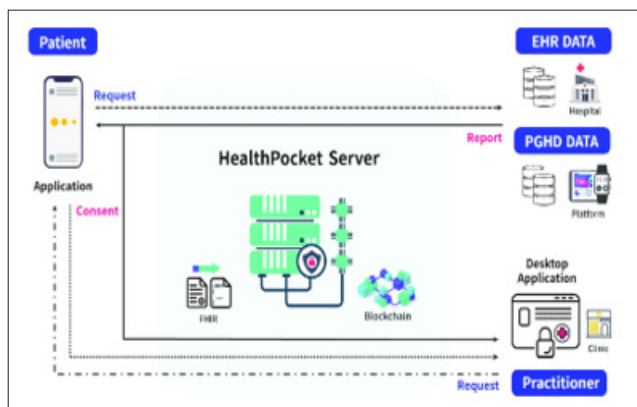 Patient
EHR DATA
Request
Hospital
Report
PGHD DATA
HealthPocket Server
Application
Consent
Platform
Desktop
Application
FHIR
Blockchain
Clinic
Request
Practitioner